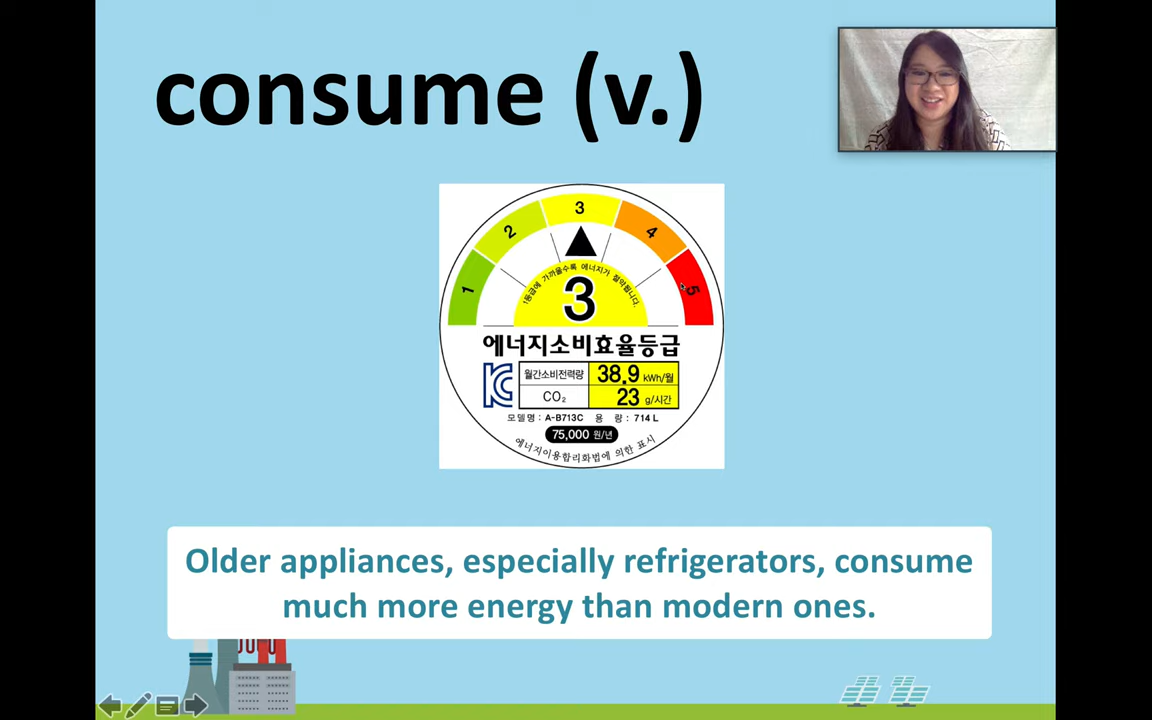 consume (v.)
1
2
3
4
5
1등급에 가까울수록 에너지가 절약됩니다.
3
에너지소비효율등급
월간소비전력량 38.9 kWh/월
CO₂ 23 g/시간
모델명 : A-B713C 용 량 : 714 L
75,000 원/년
에너지이용합리화법에 의한 표시
Older appliances, especially refrigerators, consume
much more energy than modern ones.